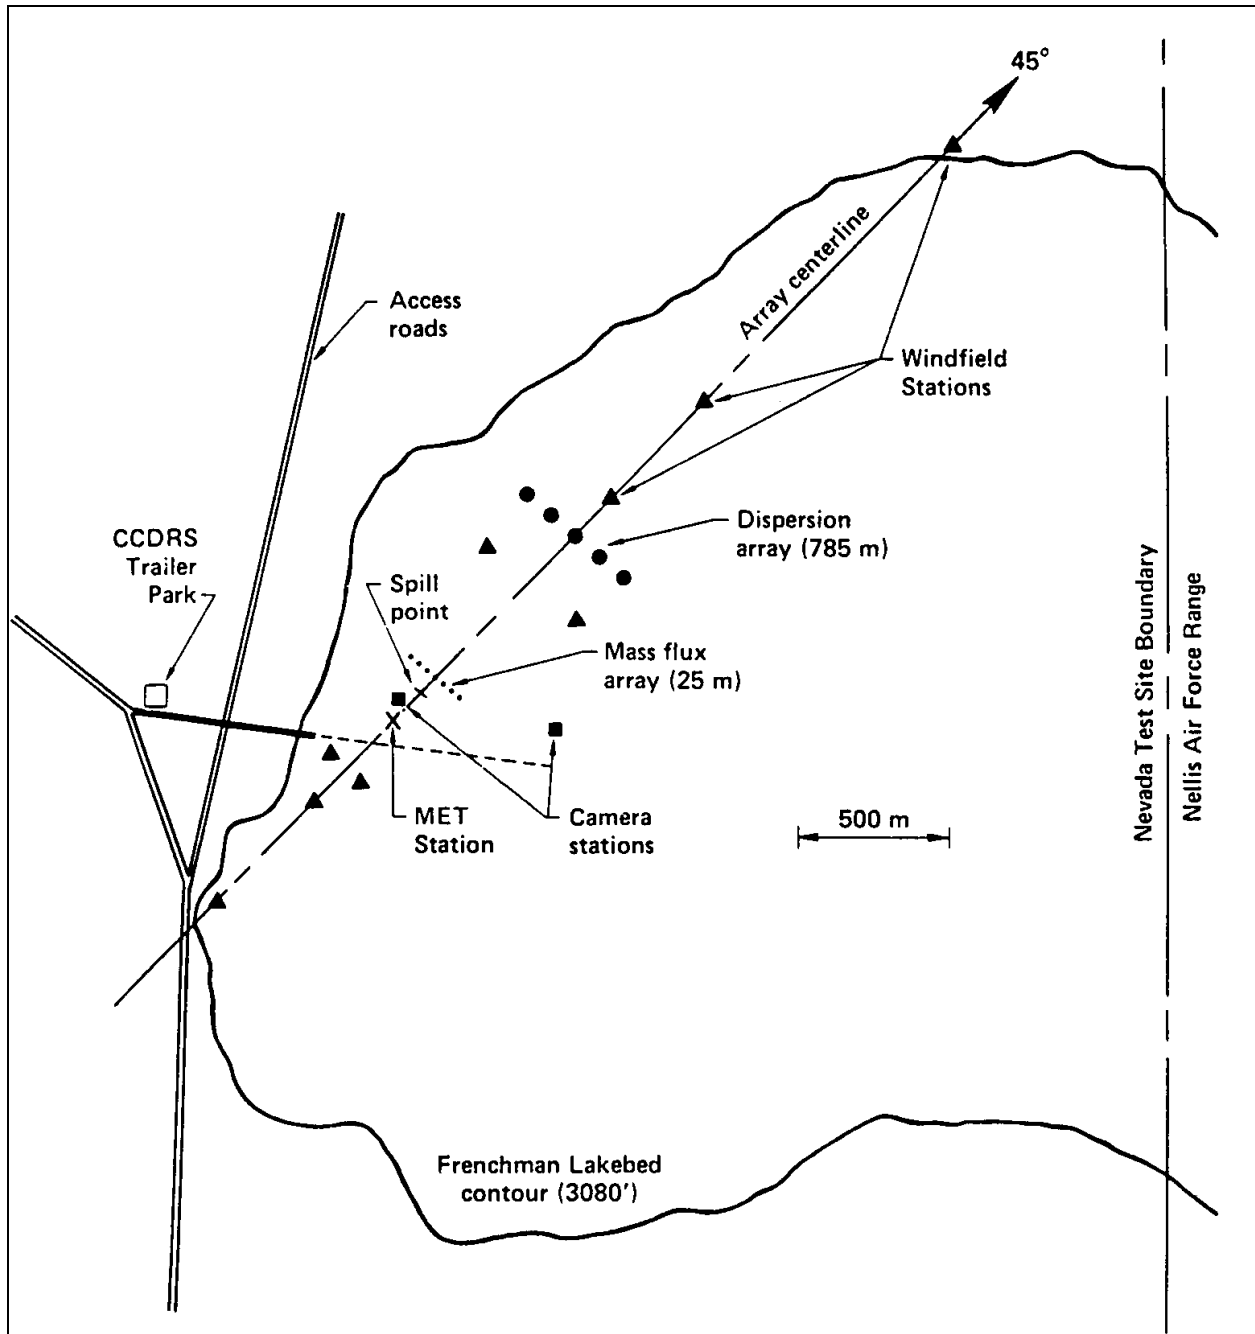 45°
Array centerline
Access
roads
Windfield
Stations
CCDRS
Trailer
Park
Dispersion
array (785 m)
Spill
point
Mass flux
array (25 m)
MET
Station
Camera
stations
500 m
Nevada Test Site Boundary
Nellis Air Force Range
Frenchman Lakebed
contour (3080')